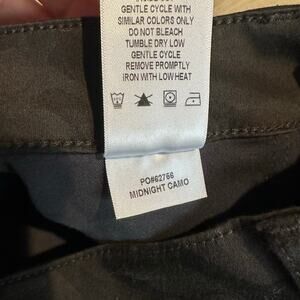 GENTLE CYCLE WITH
SIMILAR COLORS ONLY
DO NOT BLEACH
TUMBLE DRY LOW
GENTLE CYCLE
REMOVE PROMPTLY
IRON WITH LOW HEAT
PO#62766
MIDNIGHT CAMO